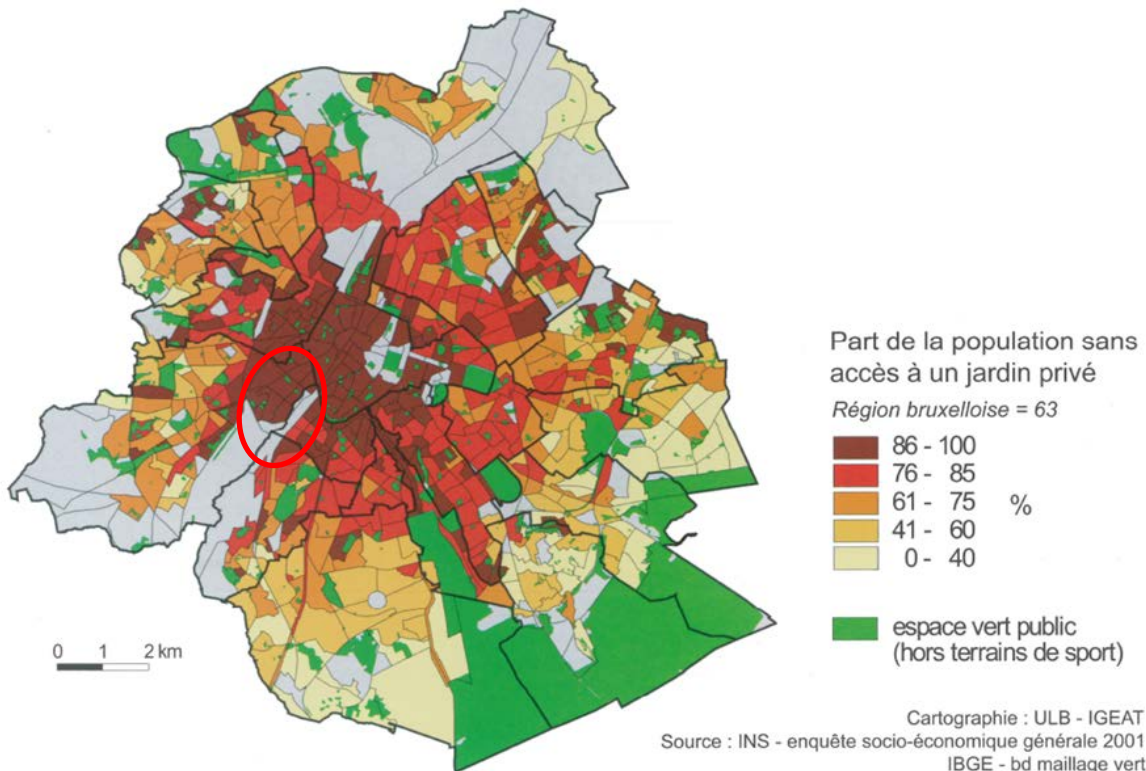 Part de la population sans
accès à un jardin privé
Région bruxelloise = 63
86 - 100
76 - 85
61 - 75 %
41 - 60
0 - 40
espace vert public
(hors terrains de sport)
0 1 2 km
Cartographie : ULB - IGEAT
Source : INS - enquête socio-économique générale 2001
IBGE - bd maillage vert